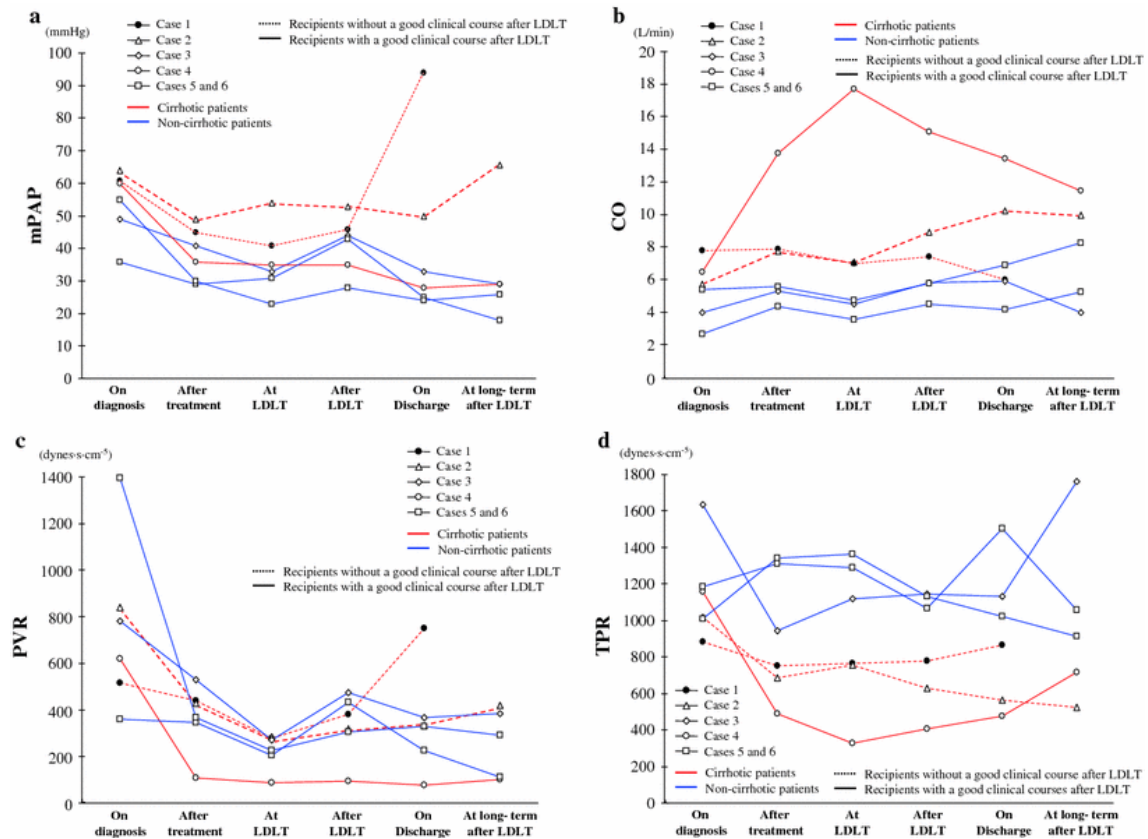 a
(mmHg)
Case 1
Case 2
Case 3
Case 4
Cases 5 and 6
Cirrhotic patients
Non-cirrhotic patients
Recipients without a good clinical course after LDLT
Recipients with a good clinical course after LDLT
mPAP
100
90
80
70
60
50
40
30
20
10
0
On diagnosis
After treatment
At LDLT
After LDLT
On Discharge
At long- term after LDLT
b
(L/min)
Case 1
Case 2
Case 3
Case 4
Cases 5 and 6
Cirrhotic patients
Non-cirrhotic patients
Recipients without a good clinical course after LDLT
Recipients with a good clinical course after LDLT
CO
20
18
16
14
12
10
8
6
4
2
0
On diagnosis
After treatment
At LDLT
After LDLT
On Discharge
At long- term after LDLT
c
(dynes·s·cm⁻⁵)
Case 1
Case 2
Case 3
Case 4
Cases 5 and 6
Cirrhotic patients
Non-cirrhotic patients
Recipients without a good clinical course after LDLT
Recipients with a good clinical course after LDLT
PVR
1400
1200
1000
800
600
400
200
0
On diagnosis
After treatment
At LDLT
After LDLT
On Discharge
At long- term after LDLT
d
(dynes·s·cm⁻⁵)
TPR
1800
1600
1400
1200
1000
800
600
400
200
0
Case 1
Case 2
Case 3
Case 4
Cases 5 and 6
Cirrhotic patients
Non-cirrhotic patients
Recipients without a good clinical course after LDLT
Recipients with a good clinical courses after LDLT
On diagnosis
After treatment
At LDLT
After LDLT
On Discharge
At long- term after LDLT